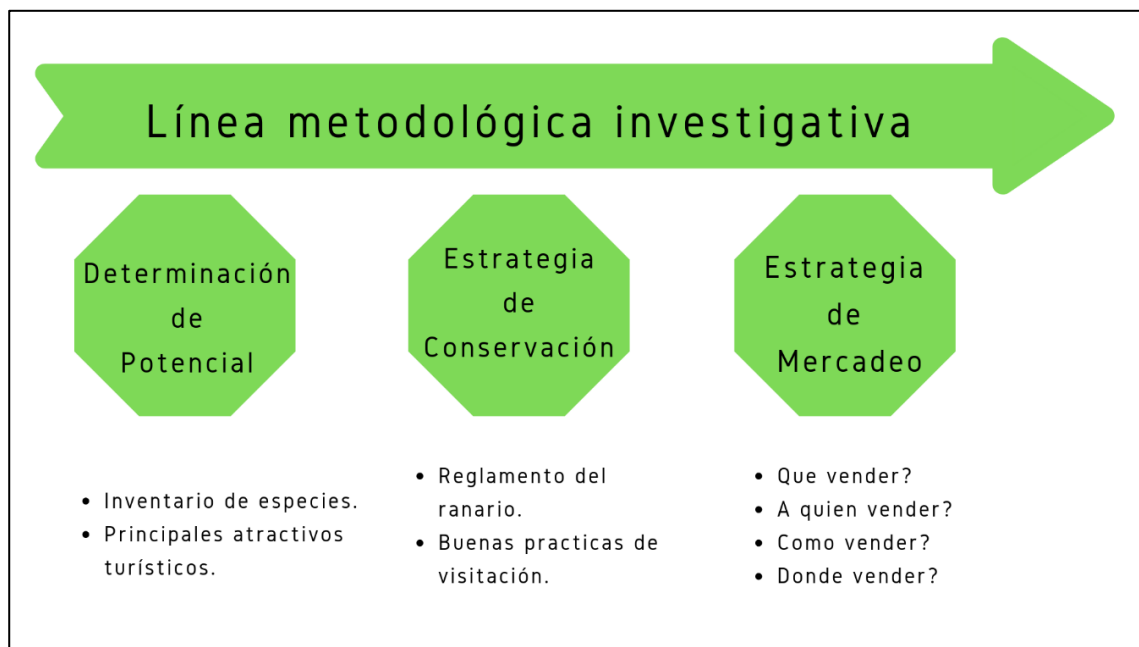 Línea metodológica investigativa
Determinación
de
Potencial
Estrategia
de
Conservación
Estrategia
de
Mercadeo
• Inventario de especies.
• Principales atractivos
turísticos.
• Reglamento del
ranario.
• Buenas practicas de
visitación.
• Que vender?
• A quien vender?
• Como vender?
• Donde vender?